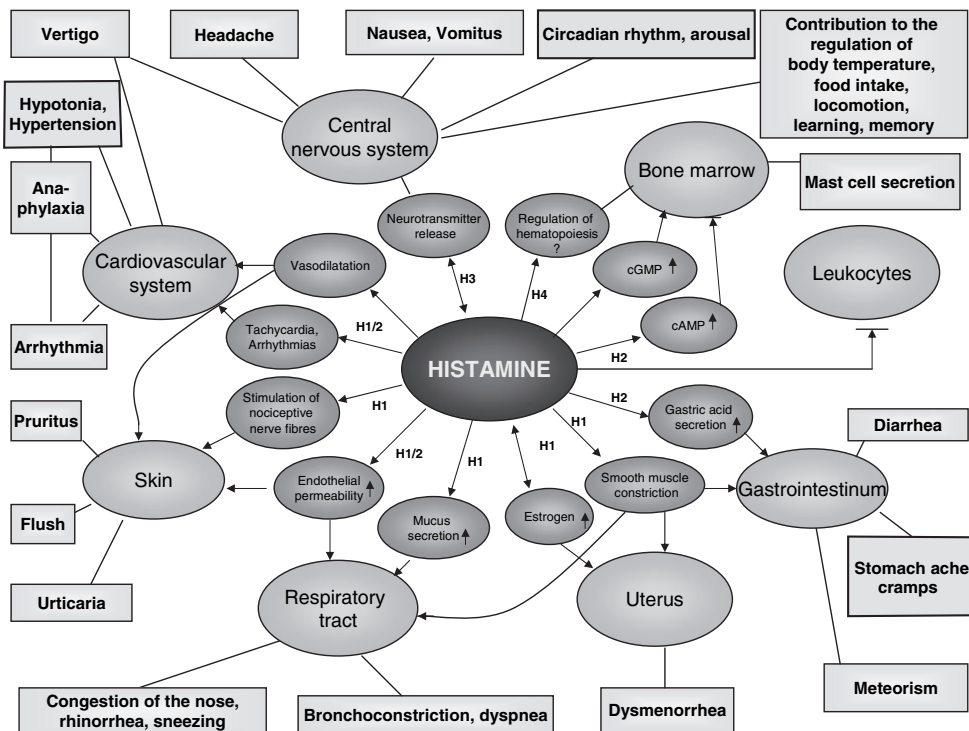 Vertigo
Headache
Nausea, Vomitus
Circadian rhythm, arousal
Contribution to the
regulation of
body temperature,
food intake,
locomotion,
learning, memory
Hypotonia,
Hypertension
Central
nervous system
Bone marrow
Mast cell secretion
Ana-
phylaxia
Neurotransmitter
release
Regulation of
hematopoiesis
?
Cardiovascular
system
Vasodilatation
H3
H4
cGMP
Leukocytes
Arrhythmia
Tachycardia,
Arrhythmias
H1/2
cAMP
H2
HISTAMINE
Stimulation of
nociceptive
nerve fibres
H1
H2
Gastric acid
secretion
Pruritus
Diarrhea
H1/2
H1
H1
H1
Skin
Endothelial
permeability
Smooth muscle
constriction
Gastrointestinum
Flush
Mucus
secretion
Estrogen
Stomach ache
cramps
Urticaria
Respiratory
tract
Uterus
Congestion of the nose,
rhinorrhea, sneezing
Bronchoconstriction, dyspnea
Dysmenorrhea
Meteorism